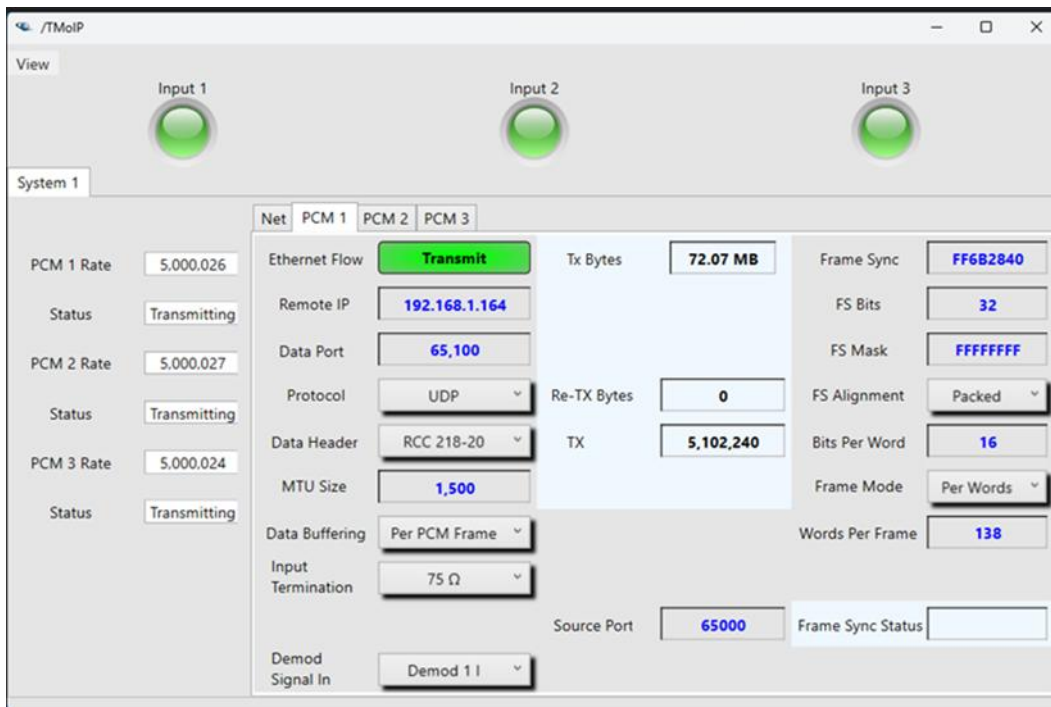 /TMoIP
View
Input 1 Input 2 Input 3
System 1
Net PCM 1 PCM 2 PCM 3
PCM 1 Rate 5,000,026
Status Transmitting
PCM 2 Rate 5,000,027
Status Transmitting
PCM 3 Rate 5,000,024
Status Transmitting
Ethernet Flow Transmit
Remote IP 192.168.1.164
Data Port 65,100
Protocol UDP
Data Header RCC 218-20
MTU Size 1,500
Data Buffering Per PCM Frame
Input
Termination 75 Ω
Demod
Signal In Demod 1 I
Tx Bytes 72.07 MB
Re-TX Bytes 0
TX 5,102,240
Source Port 65000
Frame Sync FF6B2840
FS Bits 32
FS Mask FFFFFFFF
FS Alignment Packed
Bits Per Word 16
Frame Mode Per Words
Words Per Frame 138
Frame Sync Status